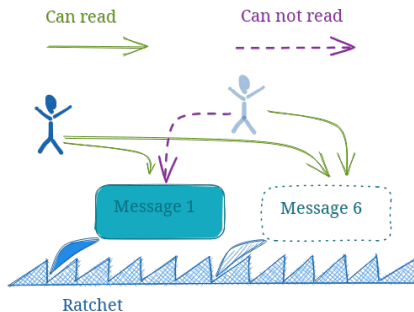 Can read
Can not read
Message 1
Message 6
Ratchet